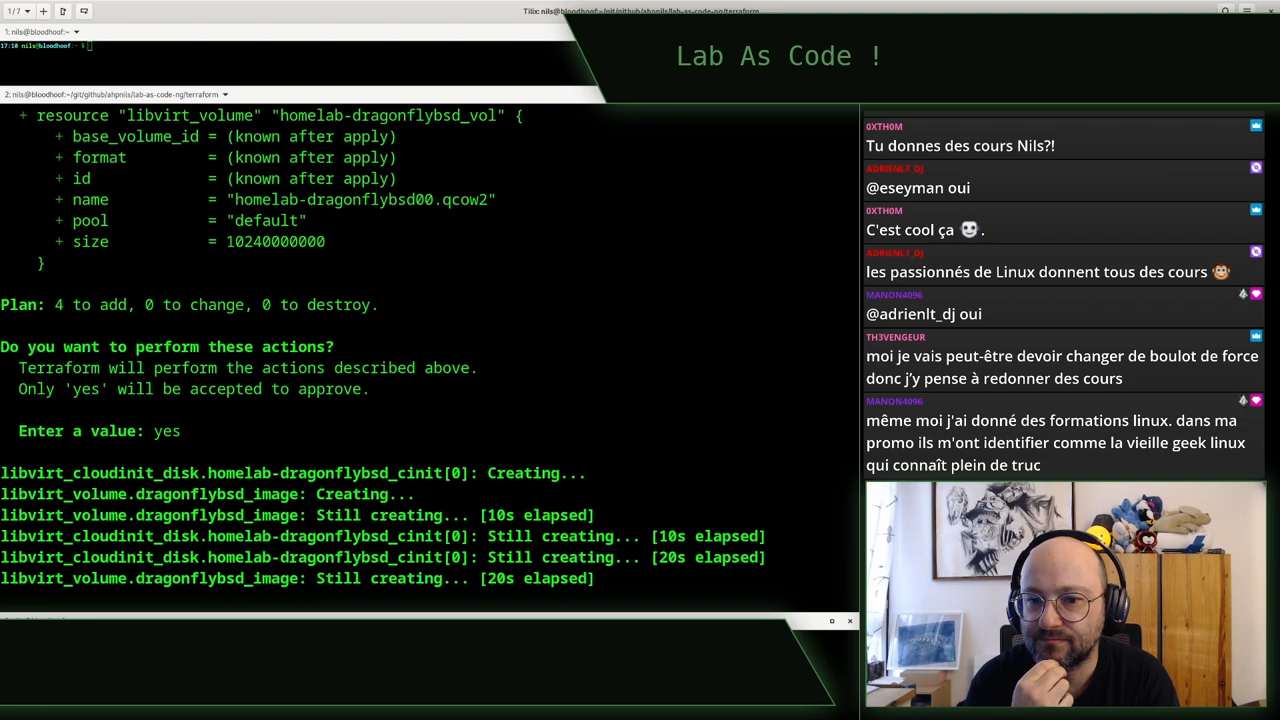 1 / 7
Tilix: nils@bloodhoof:~/git/github/ahpnils/lab-as-code-ng/terraform
1: nils@bloodhoof:~
17:10 nils@bloodhoof:~ $
Lab As Code !
2: nils@bloodhoof:~/git/github/ahpnils/lab-as-code-ng/terraform
+ resource "libvirt_volume" "homelab-dragonflybsd_vol" {
+ base_volume_id = (known after apply)
+ format = (known after apply)
+ id = (known after apply)
+ name = "homelab-dragonflybsd00.qcow2"
+ pool = "default"
+ size = 10240000000
}
Plan: 4 to add, 0 to change, 0 to destroy.
Do you want to perform these actions?
Terraform will perform the actions described above.
Only 'yes' will be accepted to approve.
Enter a value: yes
libvirt_cloudinit_disk.homelab-dragonflybsd_cinit[0]: Creating...
libvirt_volume.dragonflybsd_image: Creating...
libvirt_volume.dragonflybsd_image: Still creating... [10s elapsed]
libvirt_cloudinit_disk.homelab-dragonflybsd_cinit[0]: Still creating... [10s elapsed]
libvirt_cloudinit_disk.homelab-dragonflybsd_cinit[0]: Still creating... [20s elapsed]
libvirt_volume.dragonflybsd_image: Still creating... [20s elapsed]
0XTH0M
Tu donnes des cours Nils?!
ADRIENLT_DJ
@eseyman oui
0XTH0M
C'est cool ça .
ADRIENLT_DJ
les passionnés de Linux donnent tous des cours
MANON4096
@adrienlt_dj oui
TH3VENGEUR
moi je vais peut-être devoir changer de boulot de force
donc j'y pense à redonner des cours
MANON4096
même moi j'ai donné des formations linux. dans ma
promo ils m'ont identifier comme la vieille geek linux
qui connaît plein de truc